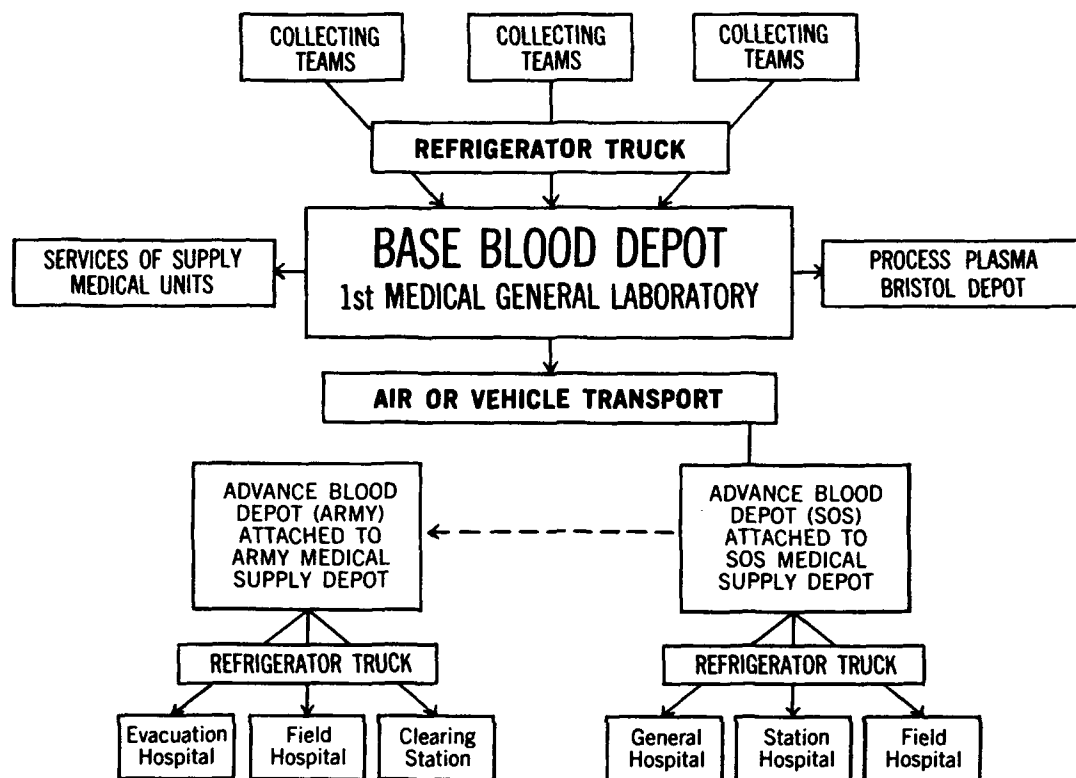 COLLECTING
TEAMS
COLLECTING
TEAMS
COLLECTING
TEAMS
REFRIGERATOR TRUCK
BASE BLOOD DEPOT
1st MEDICAL GENERAL LABORATORY
SERVICES OF SUPPLY
MEDICAL UNITS
PROCESS PLASMA
BRISTOL DEPOT
AIR OR VEHICLE TRANSPORT
ADVANCE BLOOD
DEPOT (ARMY)
ATTACHED TO
ARMY MEDICAL
SUPPLY DEPOT
ADVANCE BLOOD
DEPOT (SOS)
ATTACHED TO
SOS MEDICAL
SUPPLY DEPOT
REFRIGERATOR TRUCK
REFRIGERATOR TRUCK
Evacuation
Hospital
Field
Hospital
Clearing
Station
General
Hospital
Station
Hospital
Field
Hospital